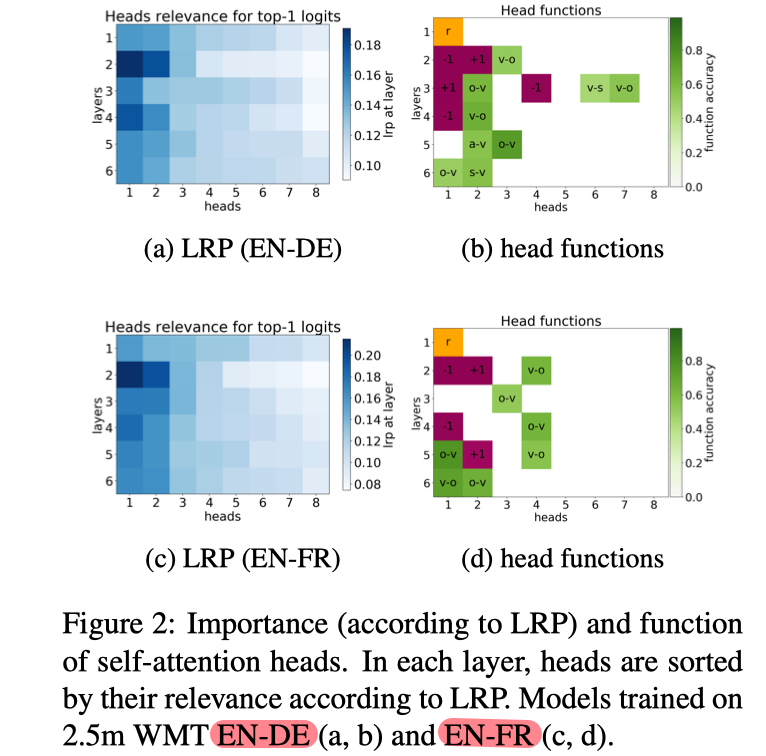 Heads relevance for top-1 logits
1
2
3
4
5
6
layers
1 2 3 4 5 6 7 8
heads
0.18
0.16
0.14
0.12
0.10
lrp at layer
(a) LRP (EN-DE)
Head functions
1 r
2 -1 +1 v-o
3 +1 o-v -1 v-s v-o
4 -1 v-o
5 a-v o-v
6 o-v s-v
layers
1 2 3 4 5 6 7 8
heads
0.8
0.6
0.4
0.2
0.0
function accuracy
(b) head functions
Heads relevance for top-1 logits
1
2
3
4
5
6
layers
1 2 3 4 5 6 7 8
heads
0.20
0.18
0.16
0.14
0.12
0.10
0.08
lrp at layer
(c) LRP (EN-FR)
Head functions
1 r
2 -1 +1 v-o
3 o-v
4 -1 o-v
5 o-v +1 v-o
6 v-o o-v
layers
1 2 3 4 5 6 7 8
heads
0.8
0.6
0.4
0.2
0.0
function accuracy
(d) head functions
Figure 2: Importance (according to LRP) and function
of self-attention heads. In each layer, heads are sorted
by their relevance according to LRP. Models trained on
2.5m WMT EN-DE (a, b) and EN-FR (c, d).